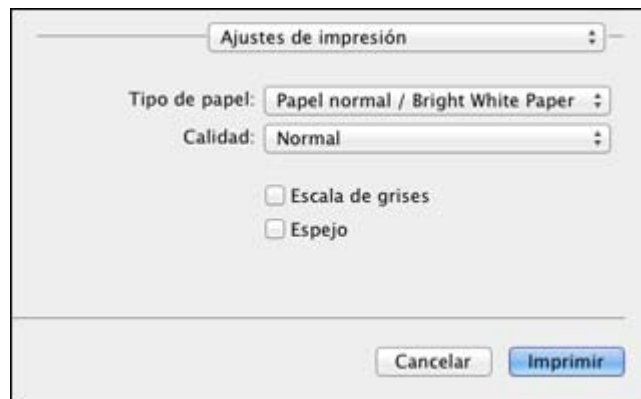 Ajustes de impresión
Tipo de papel: Papel normal / Bright White Paper
Calidad: Normal
Escala de grises
Espejo
Cancelar Imprimir